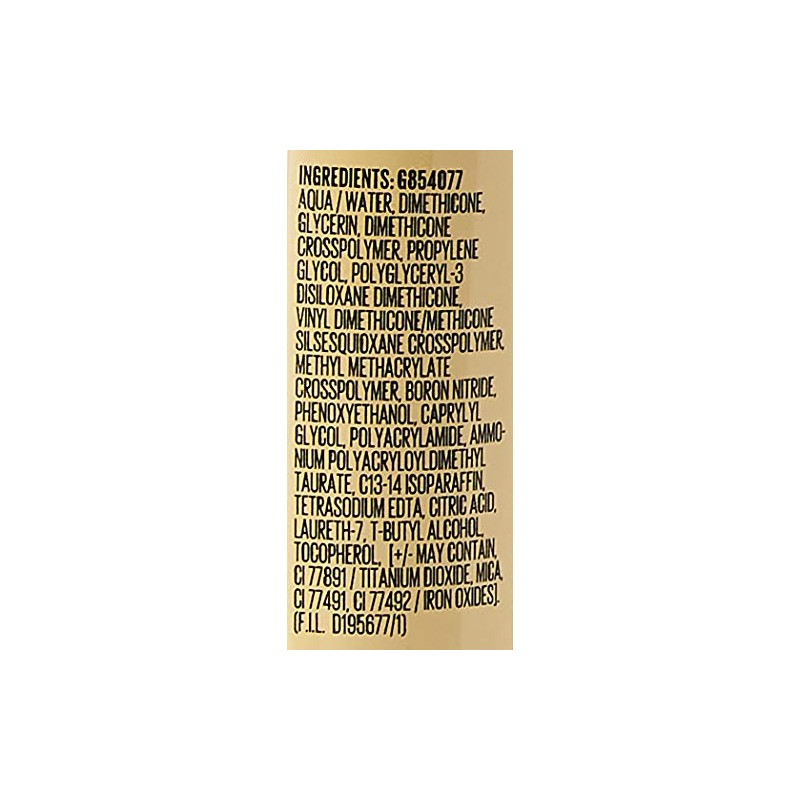 INGREDIENTS: G854077
AQUA / WATER, DIMETHICONE,
GLYCERIN, DIMETHICONE
CROSSPOLYMER, PROPYLENE
GLYCOL, POLYGLYCERYL-3
DISILOXANE DIMETHICONE,
VINYL DIMETHICONE/METHICONE
SILSESQUIOXANE CROSSPOLYMER,
METHYL METHACRYLATE
CROSSPOLYMER, BORON NITRIDE,
PHENOXYETHANOL, CAPRYLYL
GLYCOL, POLYACRYLAMIDE, AMMO-
NIUM POLYACRYLOYLDIMETHYL
TAURATE, C13-14 ISOPARAFFIN,
TETRASODIUM EDTA, CITRIC ACID,
LAURETH-7, T-BUTYL ALCOHOL,
TOCOPHEROL, [+/- MAY CONTAIN,
CI 77891 / TITANIUM DIOXIDE, MICA,
CI 77491, CI 77492 / IRON OXIDES].
(F.I.L. D195677/1)